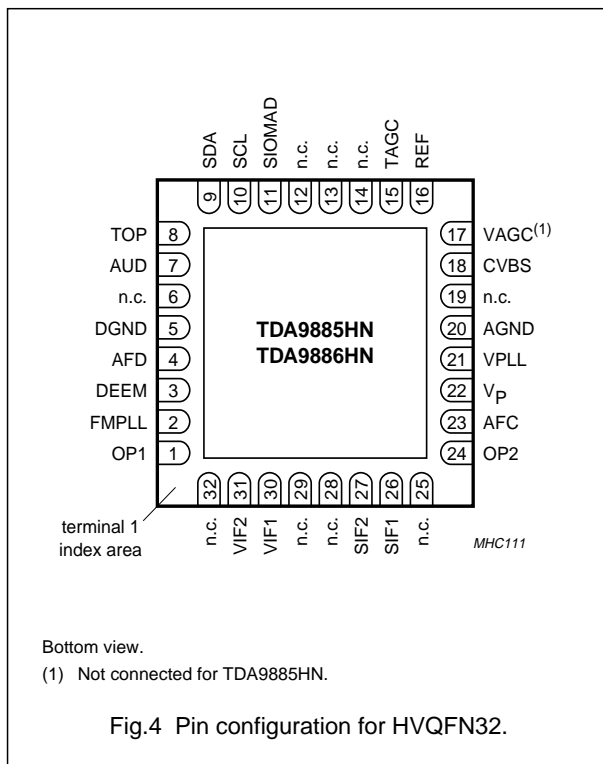 SDA
SCL
SIOMAD
n.c.
n.c.
n.c.
TAGC
REF
9
10
11
12
13
14
15
16
TOP 8
AUD 7
n.c. 6
DGND 5
AFD 4
DEEM 3
FMPLL 2
OP1 1
TDA9885HN
TDA9886HN
17 VAGC(1)
18 CVBS
19 n.c.
20 AGND
21 VPLL
22 VP
23 AFC
24 OP2
32
31
30
29
28
27
26
25
n.c.
VIF2
VIF1
n.c.
n.c.
SIF2
SIF1
n.c.
terminal 1
index area
MHC111
Bottom view.
(1) Not connected for TDA9885HN.
Fig.4 Pin configuration for HVQFN32.